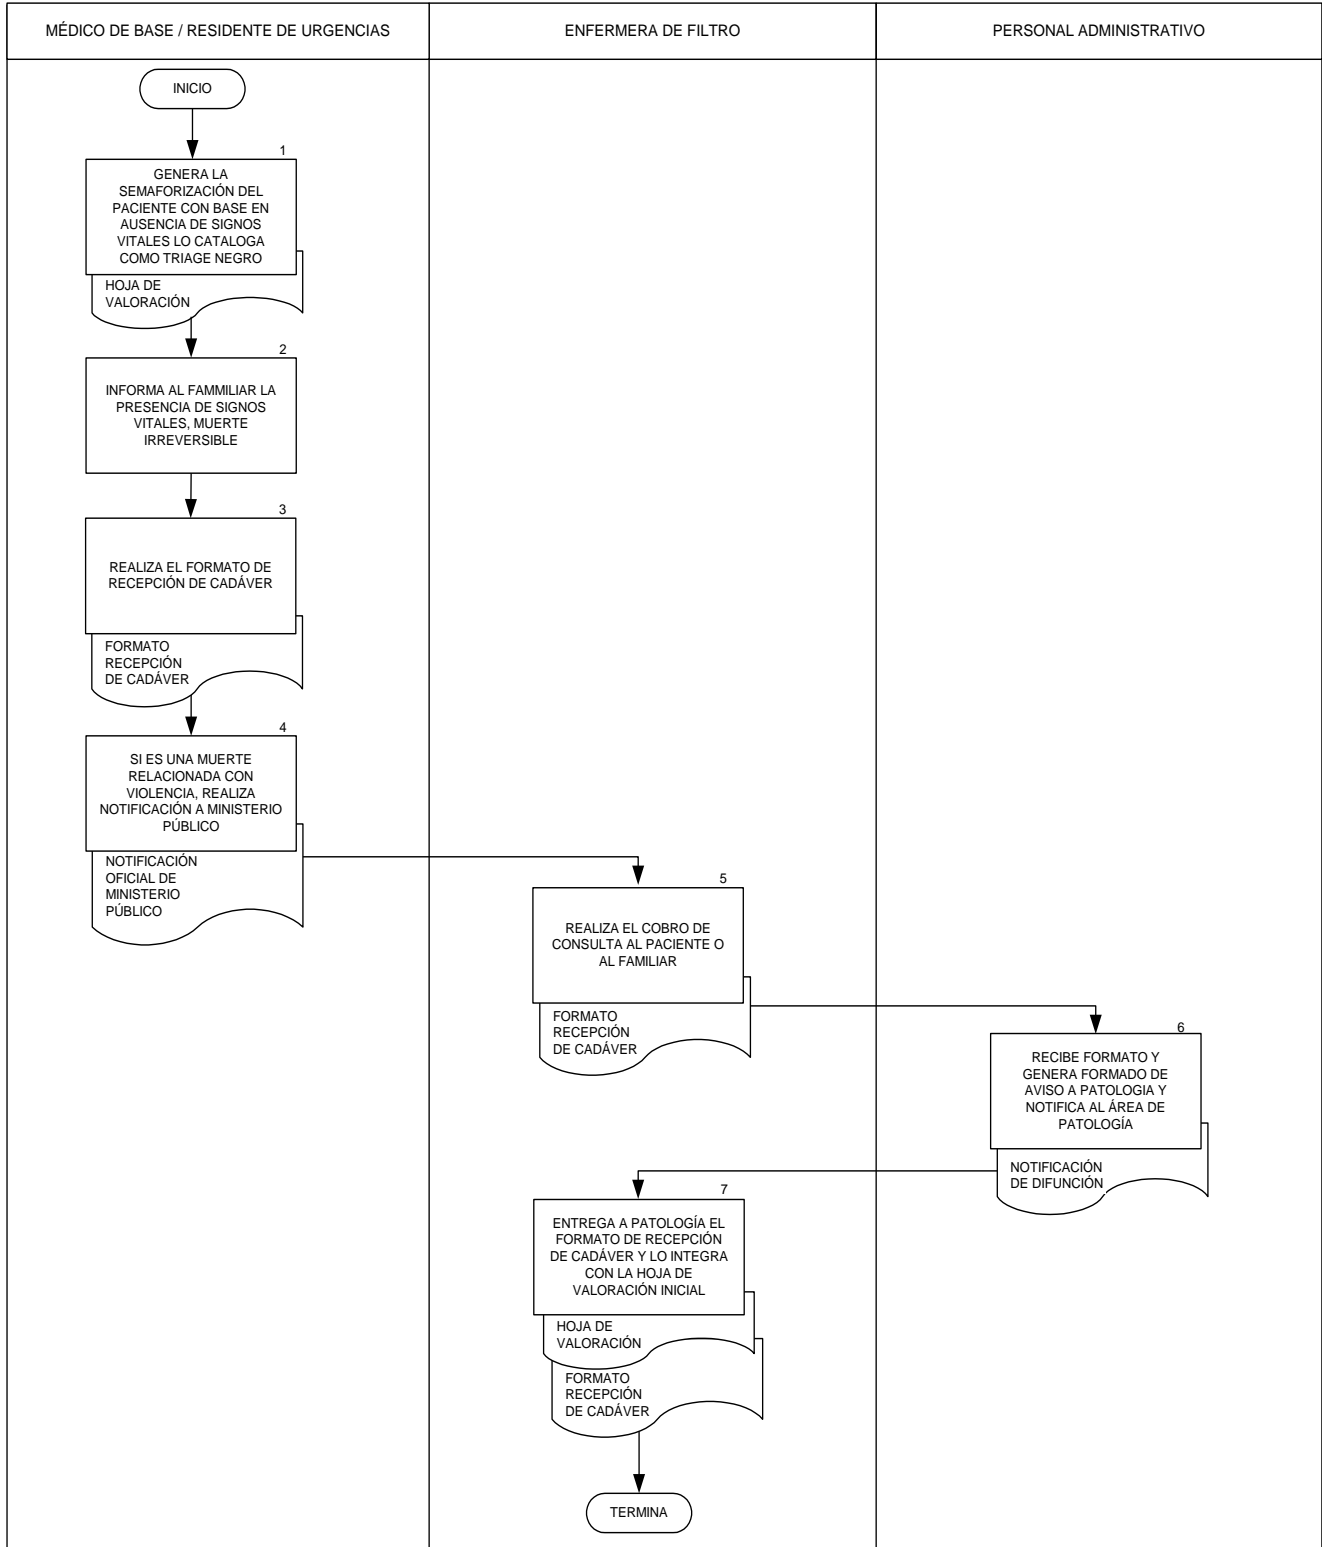 MÉDICO DE BASE / RESIDENTE DE URGENCIAS
ENFERMERA DE FILTRO
PERSONAL ADMINISTRATIVO
INICIO
1
GENERA LA
SEMAFORIZACIÓN DEL
PACIENTE CON BASE EN
AUSENCIA DE SIGNOS
VITALES LO CATALOGA
COMO TRIAGE NEGRO
HOJA DE
VALORACIÓN
2
INFORMA AL FAMMILIAR LA
PRESENCIA DE SIGNOS
VITALES, MUERTE
IRREVERSIBLE
3
REALIZA EL FORMATO DE
RECEPCIÓN DE CADÁVER
FORMATO
RECEPCIÓN
DE CADÁVER
4
SI ES UNA MUERTE
RELACIONADA CON
VIOLENCIA, REALIZA
NOTIFICACIÓN A MINISTERIO
PÚBLICO
NOTIFICACIÓN
OFICIAL DE
MINISTERIO
PÚBLICO
5
REALIZA EL COBRO DE
CONSULTA AL PACIENTE O
AL FAMILIAR
FORMATO
RECEPCIÓN
DE CADÁVER
6
RECIBE FORMATO Y
GENERA FORMADO DE
AVISO A PATOLOGIA Y
NOTIFICA AL ÁREA DE
PATOLOGÍA
NOTIFICACIÓN
DE DIFUNCIÓN
7
ENTREGA A PATOLOGÍA EL
FORMATO DE RECEPCIÓN
DE CADÁVER Y LO INTEGRA
CON LA HOJA DE
VALORACIÓN INICIAL
HOJA DE
VALORACIÓN
FORMATO
RECEPCIÓN
DE CADÁVER
TERMINA